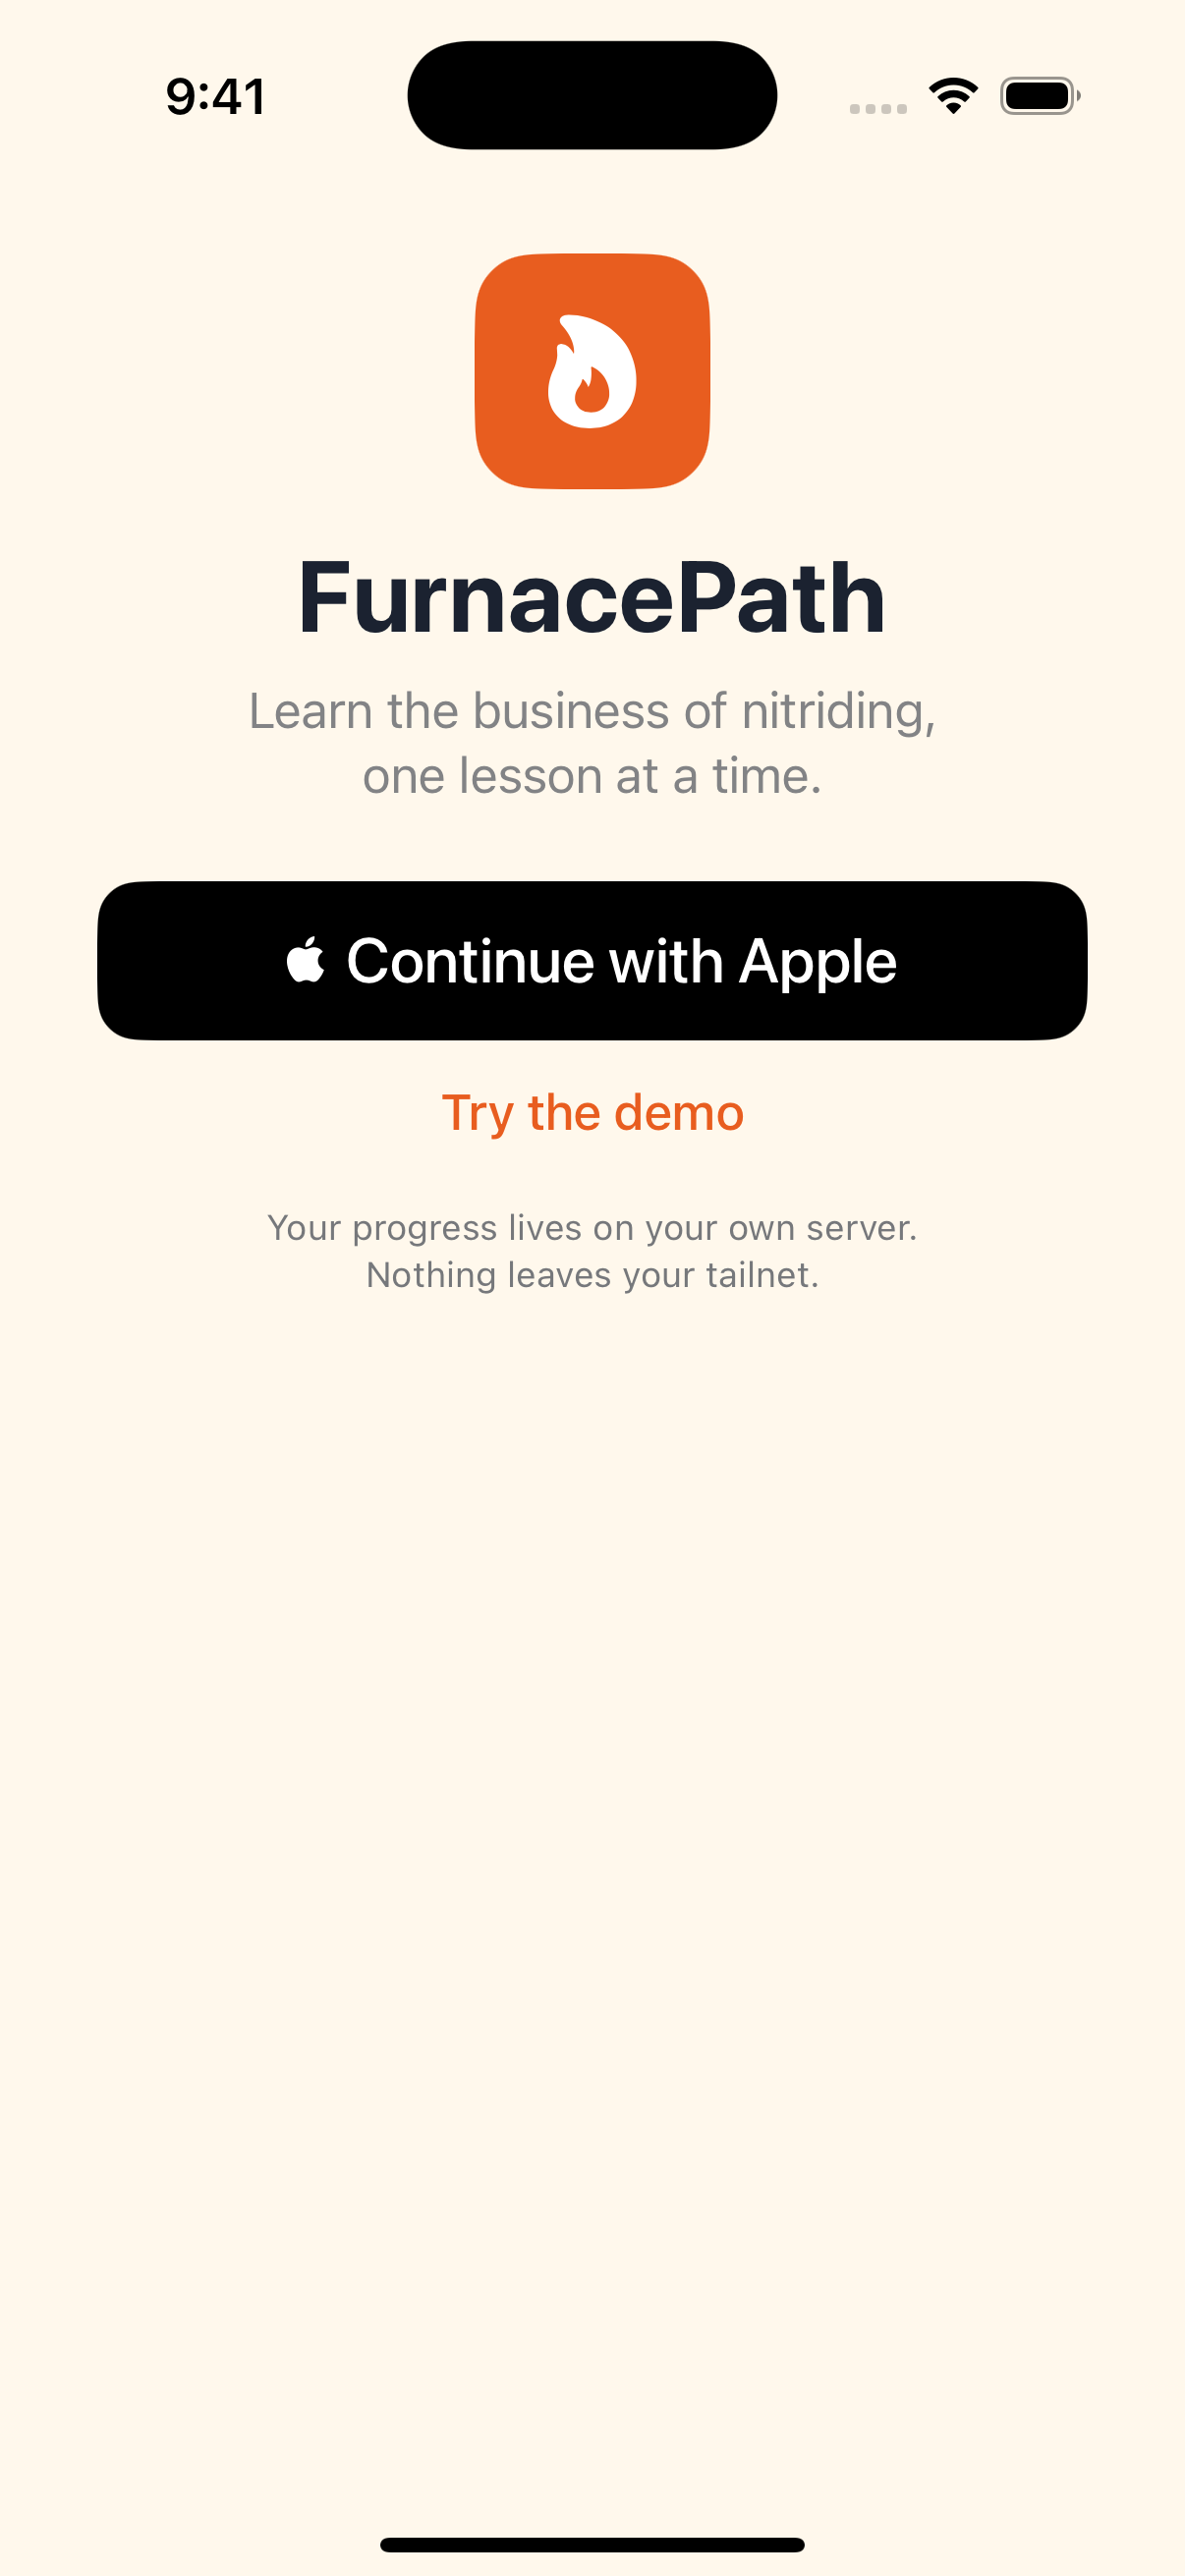 9:41
FurnacePath
Learn the business of nitriding,
one lesson at a time.
Continue with Apple
Try the demo
Your progress lives on your own server.
Nothing leaves your tailnet.